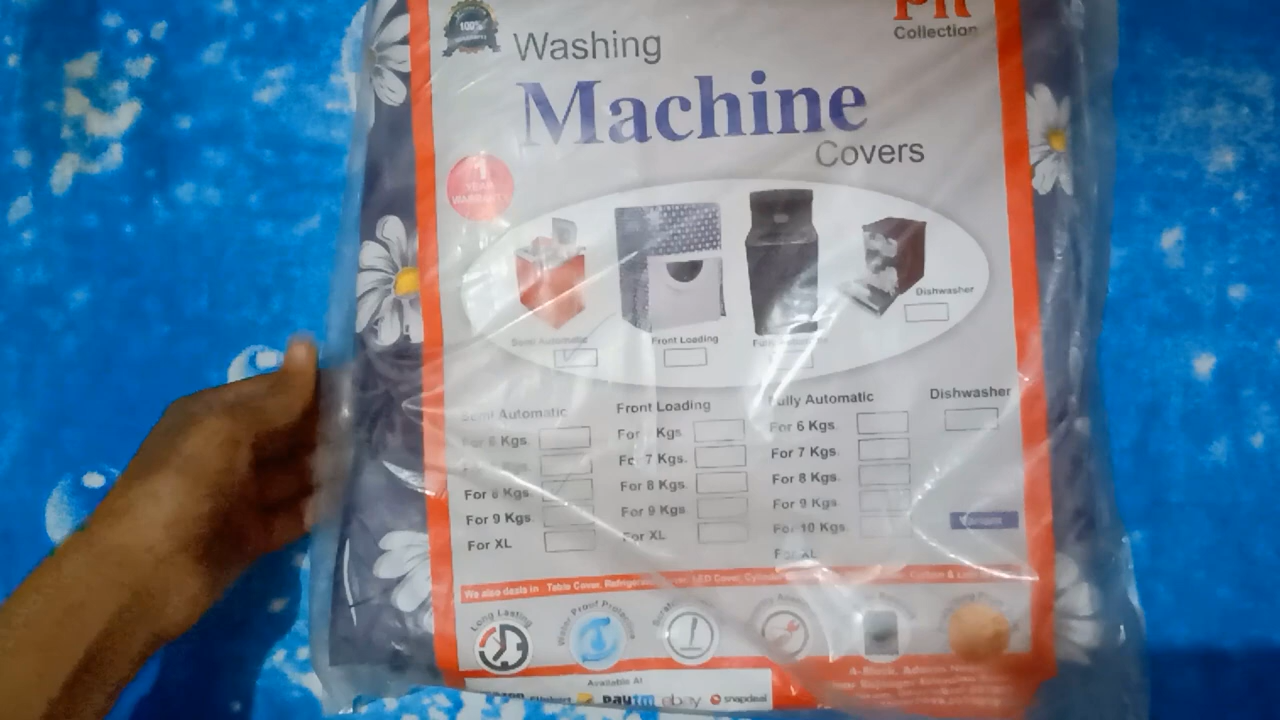 100%
Collection
Washing
Machine
Covers
1
YEAR
WARRANTY
Semi Automatic
Front Loading
Fully Automatic
Dishwasher
Semi Automatic
For 6 Kgs.
For 8 Kgs.
For 9 Kgs.
For XL
Front Loading
For Kgs.
For 7 Kgs.
For 8 Kgs.
For 9 Kgs.
For XL
Fully Automatic
For 6 Kgs.
For 7 Kgs.
For 8 Kgs.
For 9 Kgs.
For 10 Kgs.
For XL
Dishwasher
We also deals in Table Cover, Refrigerator Cover, LED Cover,
Long Lasting
Water Proof
Available At
Flipkart paytm ebay snapdeal